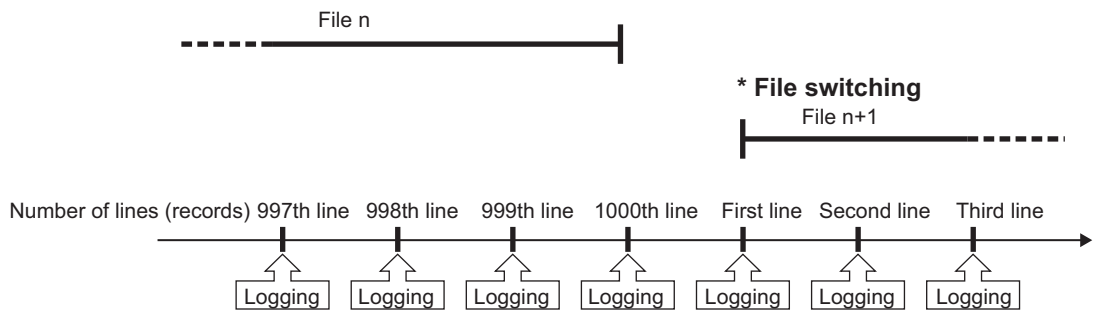 File n
* File switching
File n+1
Number of lines (records) 997th line 998th line 999th line 1000th line First line Second line Third line
Logging Logging Logging Logging Logging Logging Logging